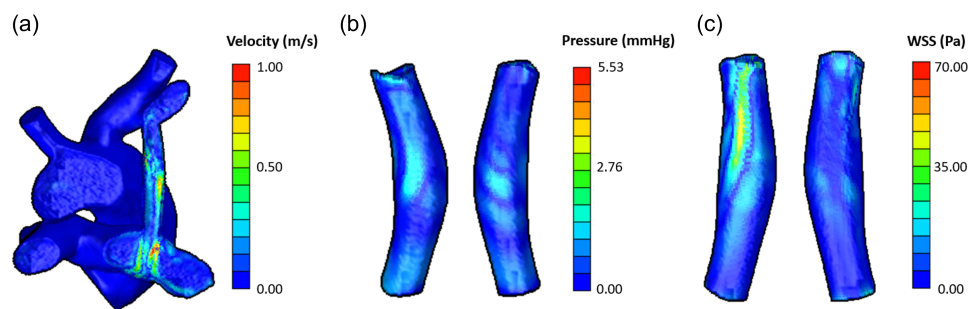 (a)
Velocity (m/s)
1.00
0.50
0.00
(b)
Pressure (mmHg)
5.53
2.76
0.00
(c)
WSS (Pa)
70.00
35.00
0.00